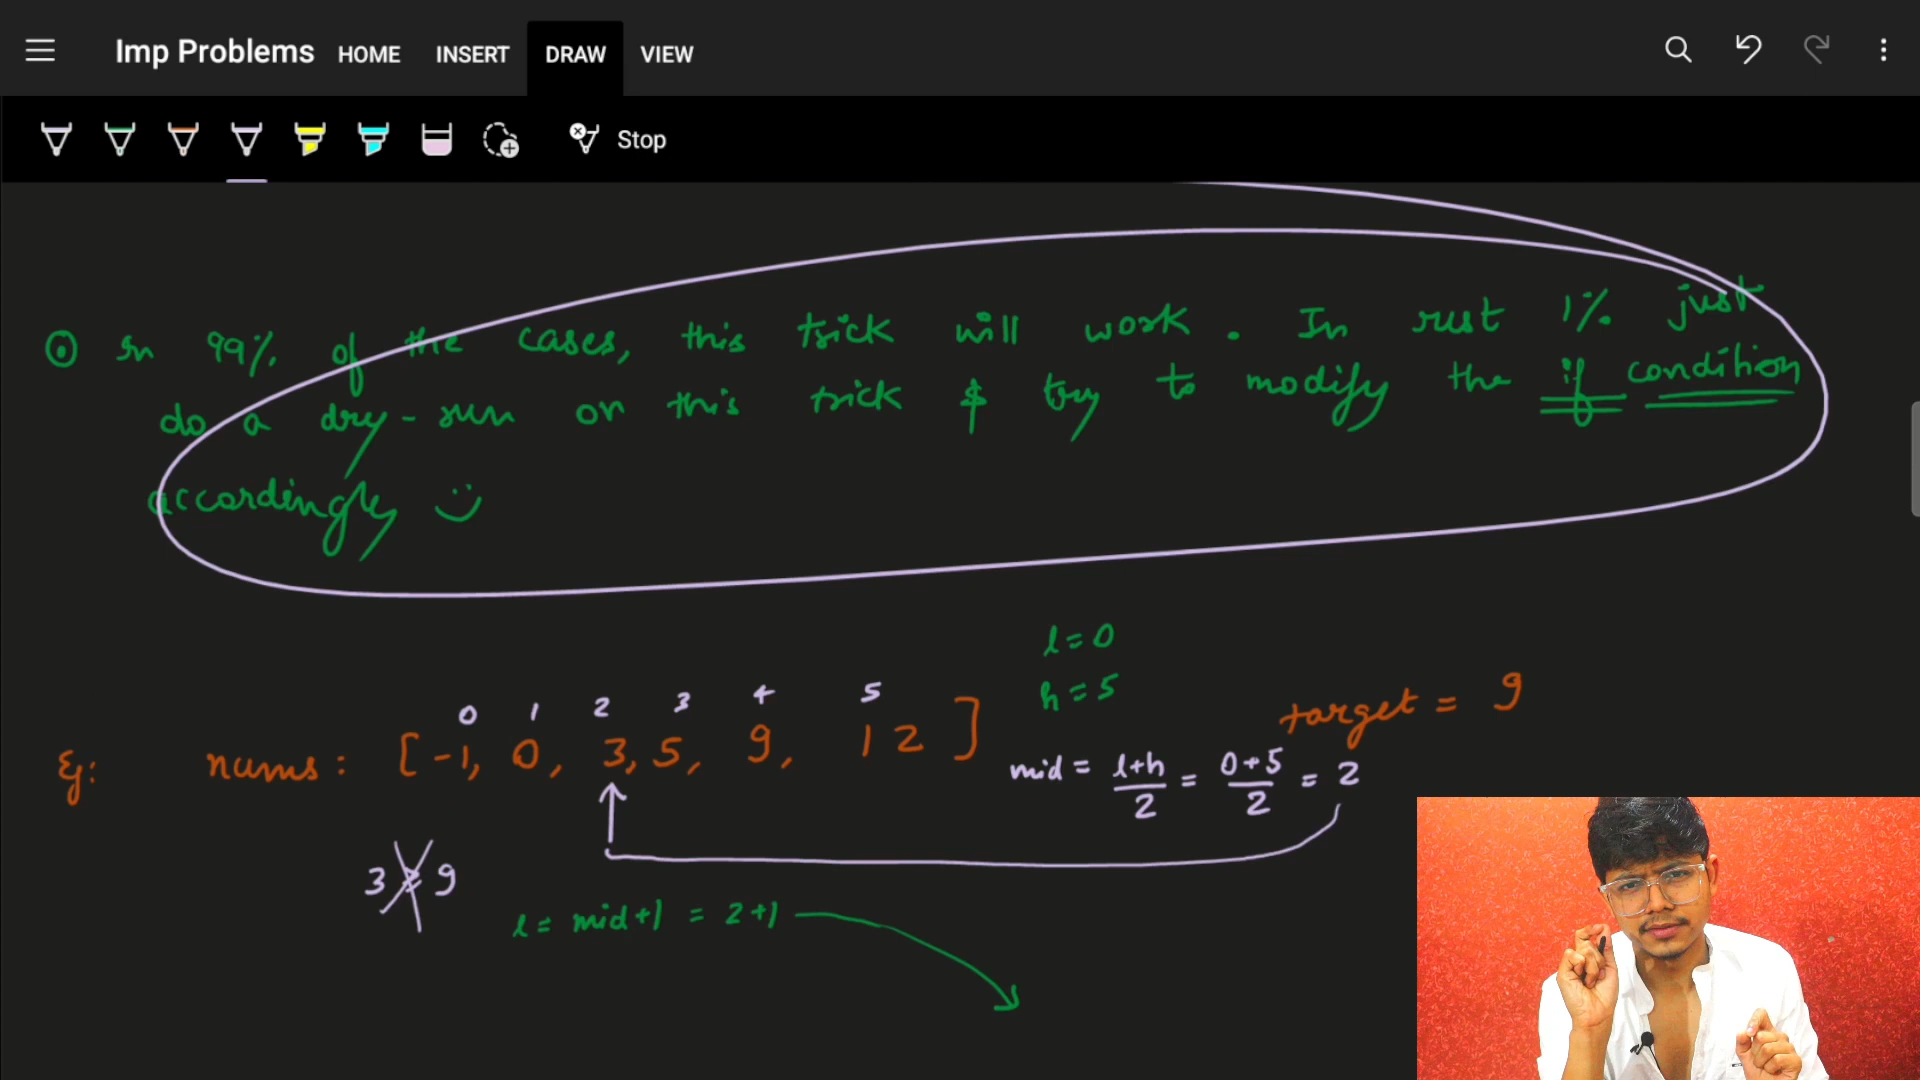 Imp Problems HOME INSERT DRAW VIEW
Stop
⊙ In 99% of the cases, this trick will work. In rest 1% just
do a dry-run on this trick & try to modify the if condition
accordingly :)
l = 0
h = 5
0 1 2 3 4 5
Eg: nums: [-1, 0, 3, 5, 9, 12] target = 9
mid = l+h/2 = 0+5/2 = 2
3 9
l = mid+1 = 2+1